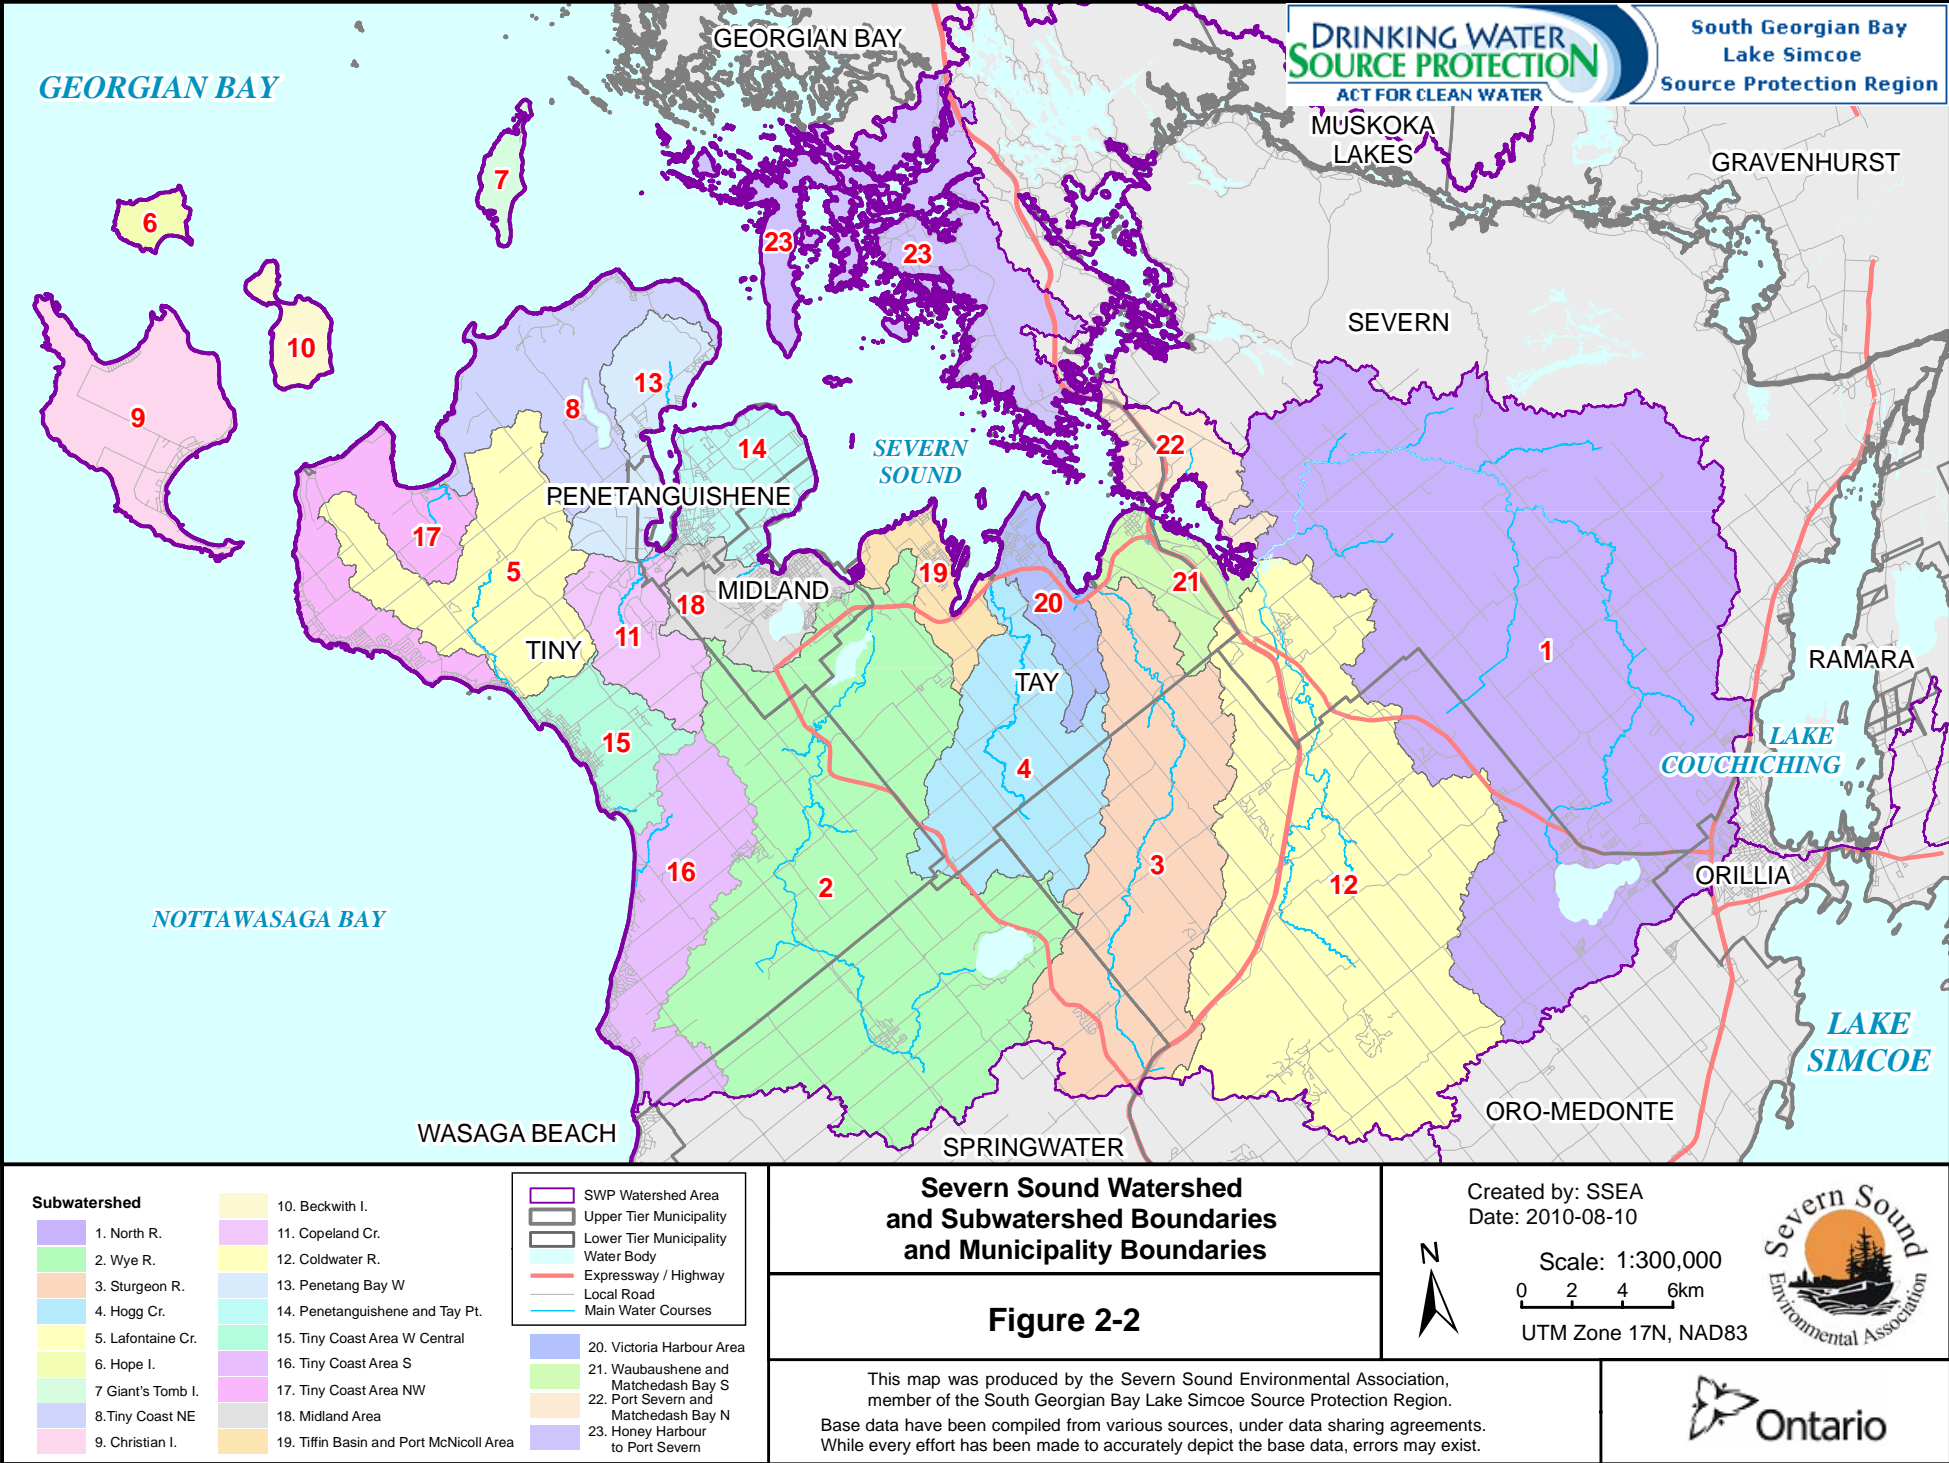 GEORGIAN BAY
GEORGIAN BAY
DRINKING WATER
SOURCE PROTECTION
ACT FOR CLEAN WATER
South Georgian Bay
Lake Simcoe
Source Protection Region
MUSKOKA
LAKES
GRAVENHURST
7
6
23
23
SEVERN
10
9
13
8
14
22
SEVERN
SOUND
PENETANGUISHENE
17
5
19
21
MIDLAND
18
20
11
TINY
1
RAMARA
TAY
15
4
LAKE
COUCHICHING
16
2
3
12
ORILLIA
NOTTAWASAGA BAY
LAKE
SIMCOE
WASAGA BEACH
SPRINGWATER
ORO-MEDONTE
Subwatershed
1. North R.
2. Wye R.
3. Sturgeon R.
4. Hogg Cr.
5. Lafontaine Cr.
6. Hope I.
7 Giant's Tomb I.
8.Tiny Coast NE
9. Christian I.
10. Beckwith I.
11. Copeland Cr.
12. Coldwater R.
13. Penetang Bay W
14. Penetanguishene and Tay Pt.
15. Tiny Coast Area W Central
16. Tiny Coast Area S
17. Tiny Coast Area NW
18. Midland Area
19. Tiffin Basin and Port McNicoll Area
SWP Watershed Area
Upper Tier Municipality
Lower Tier Municipality
Water Body
Expressway / Highway
Local Road
Main Water Courses
20. Victoria Harbour Area
21. Waubaushene and
Matchedash Bay S
22. Port Severn and
Matchedash Bay N
23. Honey Harbour
to Port Severn
Severn Sound Watershed
and Subwatershed Boundaries
and Municipality Boundaries
Figure 2-2
This map was produced by the Severn Sound Environmental Association,
member of the South Georgian Bay Lake Simcoe Source Protection Region.
Base data have been compiled from various sources, under data sharing agreements.
While every effort has been made to accurately depict the base data, errors may exist.
Created by: SSEA
Date: 2010-08-10
N
Scale: 1:300,000
0 2 4 6km
UTM Zone 17N, NAD83
Severn Sound
Environmental Association
Ontario